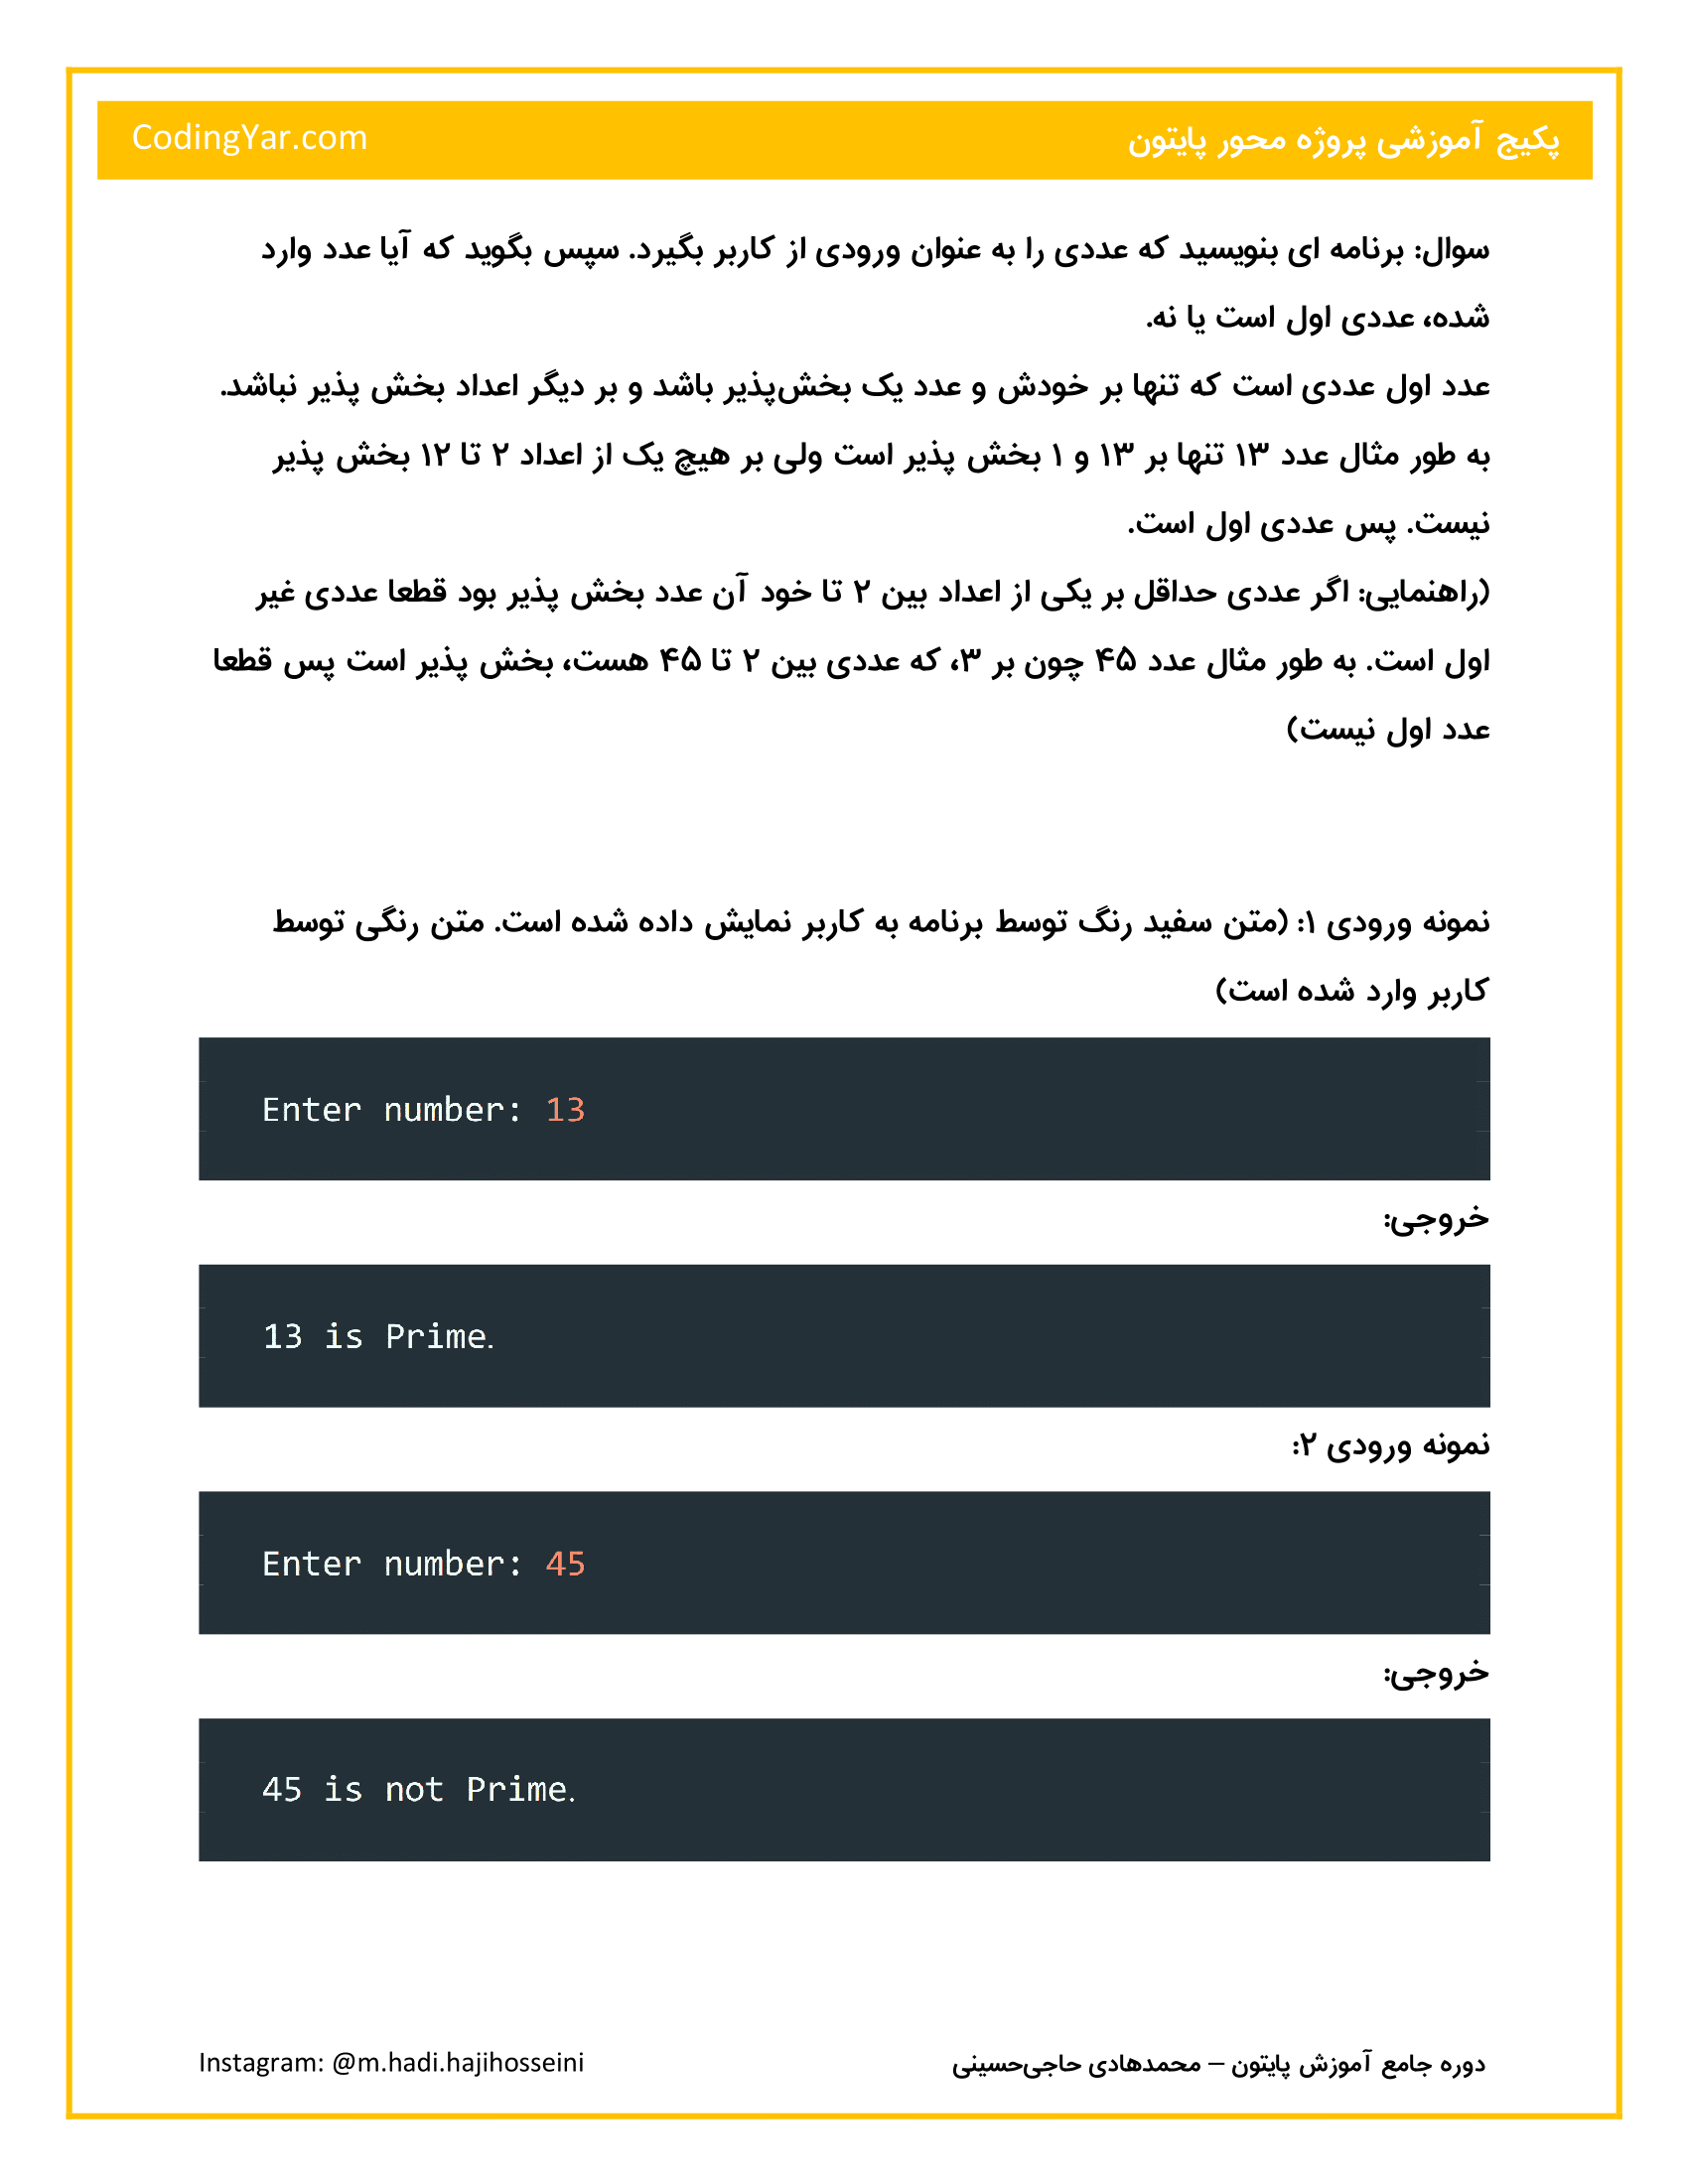 پکیج آموزشی پروژه محور پایتون
CodingYar.com
سوال: برنامه ای بنویسید که عددی را به عنوان ورودی از کاربر بگیرد. سپس بگوید که آیا عدد وارد
شده، عددی اول است یا نه.
عدد اول عددی است که تنها بر خودش و عدد یک بخش‌پذیر باشد و بر دیگر اعداد بخش پذیر نباشد.
به طور مثال عدد ۱۳ تنها بر ۱۳ و ۱ بخش پذیر است ولی بر هیچ یک از اعداد ۲ تا ۱۲ بخش پذیر
نیست. پس عددی اول است.
(راهنمایی: اگر عددی حداقل بر یکی از اعداد بین ۲ تا خود آن عدد بخش پذیر بود قطعا عددی غیر
اول است. به طور مثال عدد ۴۵ چون بر ۳، که عددی بین ۲ تا ۴۵ هست، بخش پذیر است پس قطعا
عدد اول نیست)
نمونه ورودی ۱: (متن سفید رنگ توسط برنامه به کاربر نمایش داده شده است. متن رنگی توسط
کاربر وارد شده است)
Enter number: 13
خروجی:
13 is Prime.
نمونه ورودی ۲:
Enter number: 45
خروجی:
45 is not Prime.
دوره جامع آموزش پایتون – محمدهادی حاجی‌حسینی
Instagram: @m.hadi.hajihosseini